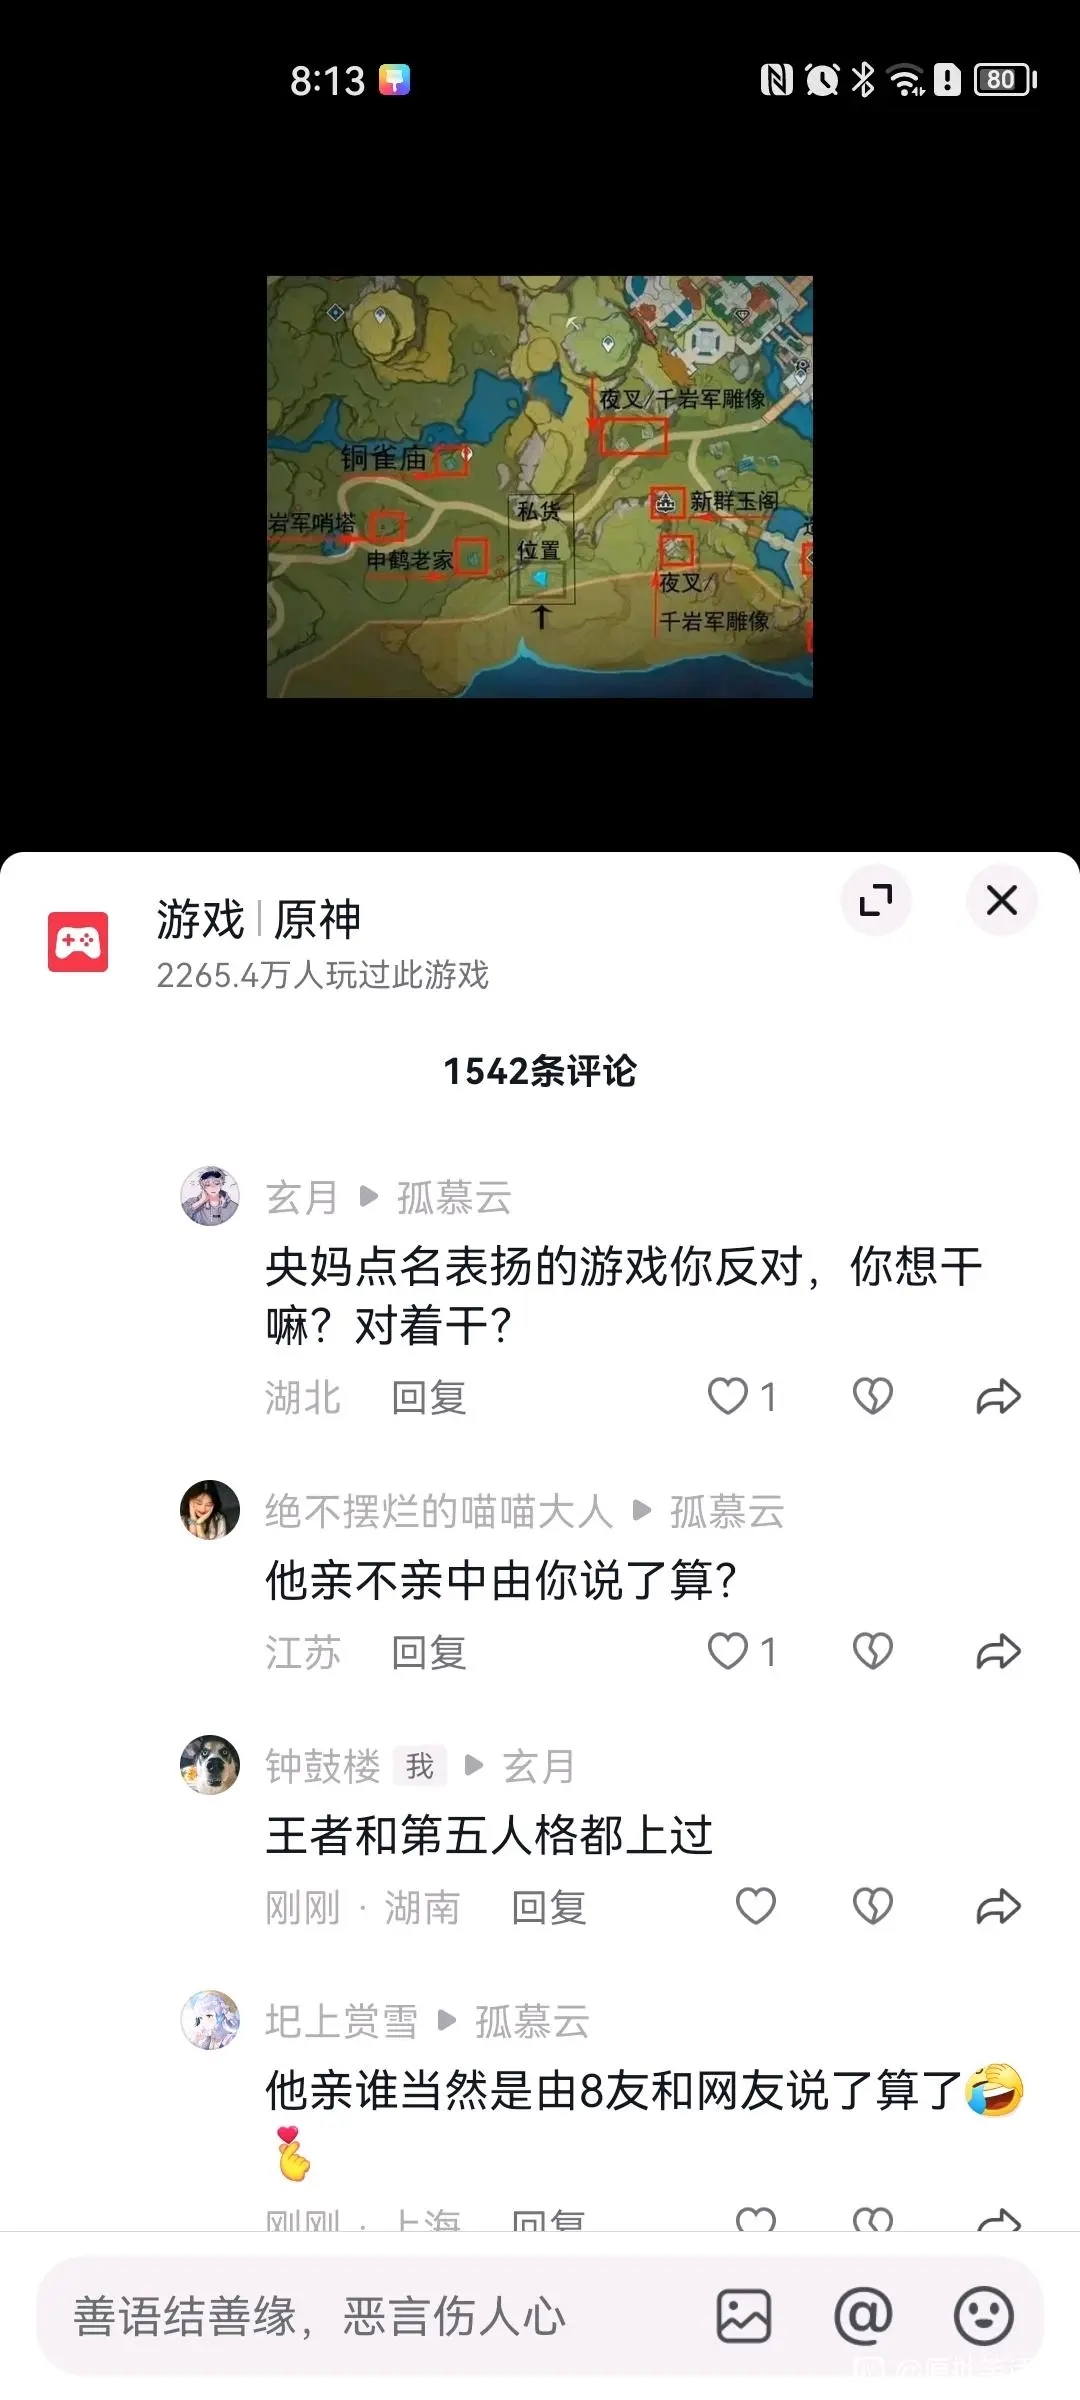 8:13
80
夜叉/千岩军雕像
铜雀庙
私货
位置
新群玉阁
岩军哨塔
申鹤老家
夜叉/
千岩军雕像
游戏|原神
2265.4万人玩过此游戏
1542条评论
玄月 孤慕云
央妈点名表扬的游戏你反对，你想干
嘛？对着干？
湖北 回复 1
绝不摆烂的喵喵大人 孤慕云
他亲不亲中由你说了算？
江苏 回复 1
钟鼓楼 我 玄月
王者和第五人格都上过
刚刚 · 湖南 回复
圯上赏雪 孤慕云
他亲谁当然是由8友和网友说了算了
刚刚 · 上海 回复
善语结善缘，恶言伤人心